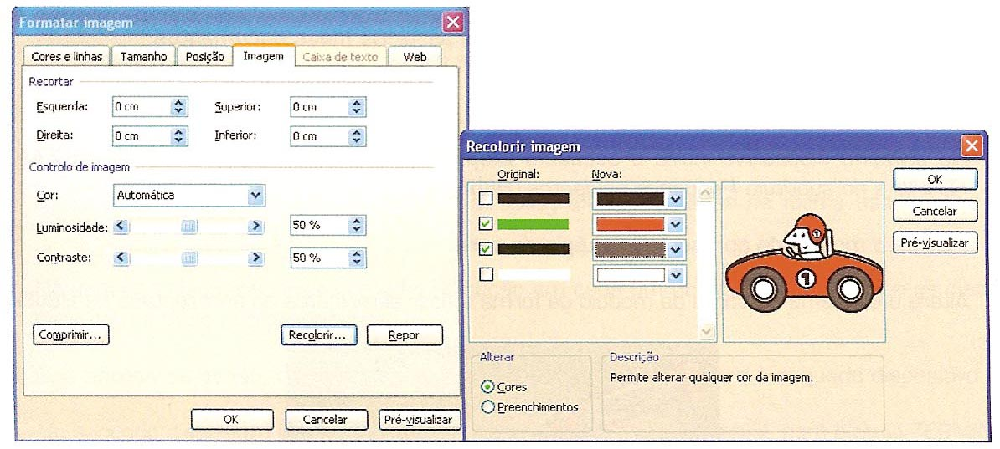 Formatar imagem
Cores e linhas Tamanho Posição Imagem Caixa de texto Web
Recortar
Esquerda: 0 cm Superior: 0 cm
Direita: 0 cm Inferior: 0 cm
Controlo de imagem
Cor: Automática
Luminosidade: 50 %
Contraste: 50 %
Comprimir... Recolorir... Repor
OK Cancelar Pré-visualizar
Recolorir imagem
Original: Nova:
OK
Cancelar
Pré-visualizar
1
1
Alterar
Cores
Preenchimentos
Descrição
Permite alterar qualquer cor da imagem.